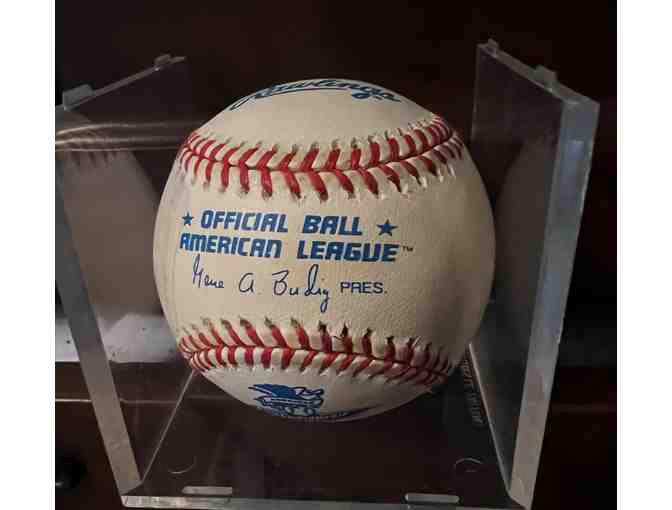 Rawlings
★ OFFICIAL BALL ★
AMERICAN LEAGUE™
Gene A. Budig PRES.